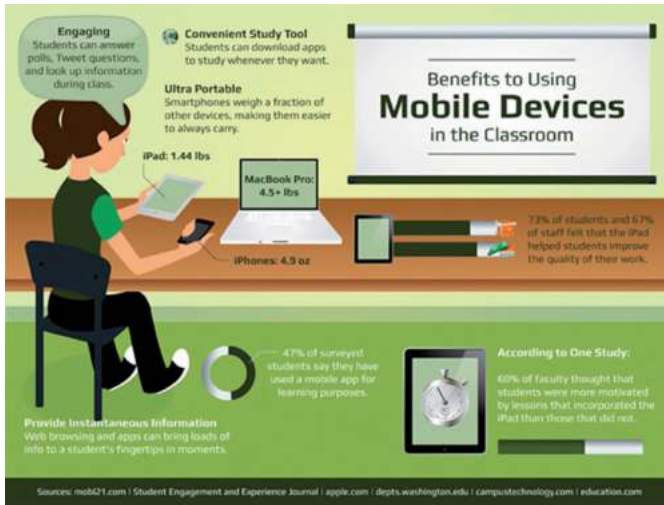 Engaging
Students can answer
polls, Tweet questions,
and look up information
during class.
Convenient Study Tool
Students can download apps
to study whenever they want.
Ultra Portable
Smartphones weigh a fraction of
other devices, making them easier
to always carry.
Benefits to Using
Mobile Devices
in the Classroom
iPad: 1.44 lbs
MacBook Pro:
4.5+ lbs
iPhones: 4.9 oz
73% of students and 67%
of staff felt that the iPad
helped students improve
the quality of their work.
47% of surveyed
students say they have
used a mobile app for
learning purposes.
Provide Instantaneous Information
Web browsing and apps can bring loads of
info to a student's fingertips in moments.
According to One Study:
60% of faculty thought that
students were more motivated
by lessons that incorporated the
iPad than those that did not.
Sources: mobl21.com | Student Engagement and Experience Journal | apple.com | depts.washington.edu | campustechnology.com | education.com